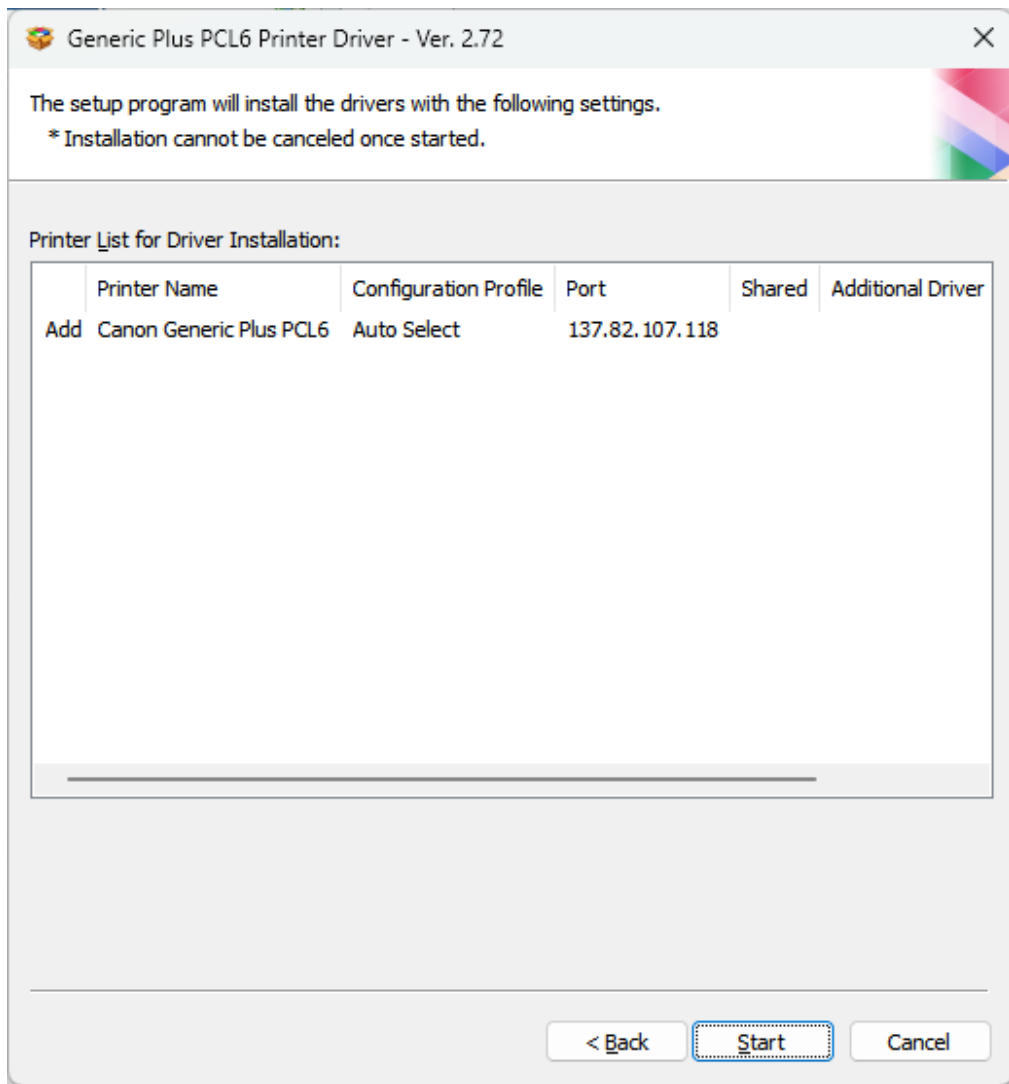 Generic Plus PCL6 Printer Driver - Ver. 2.72
The setup program will install the drivers with the following settings.
* Installation cannot be canceled once started.
Printer List for Driver Installation:
Printer Name Configuration Profile Port Shared Additional Driver
Add Canon Generic Plus PCL6 Auto Select 137.82.107.118
< Back Start Cancel